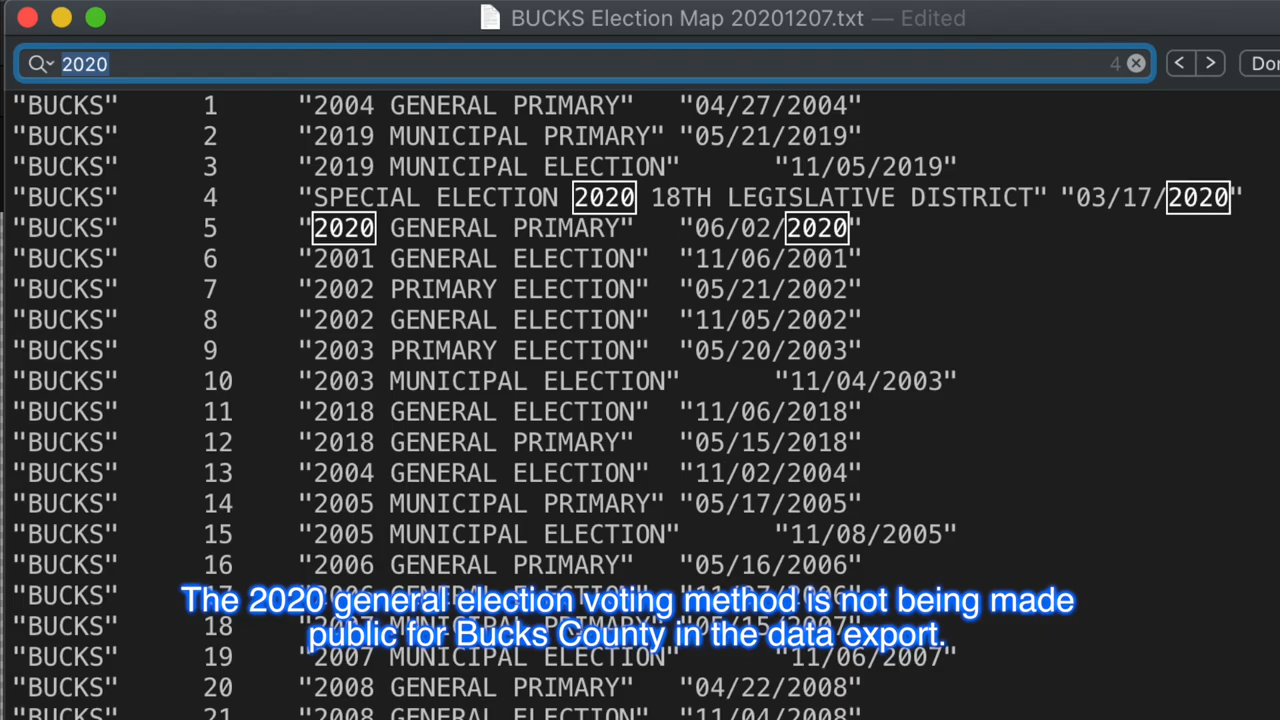 BUCKS Election Map 20201207.txt — Edited
2020 4 < > Don
"BUCKS" 1 "2004 GENERAL PRIMARY" "04/27/2004"
"BUCKS" 2 "2019 MUNICIPAL PRIMARY" "05/21/2019"
"BUCKS" 3 "2019 MUNICIPAL ELECTION" "11/05/2019"
"BUCKS" 4 "SPECIAL ELECTION 2020 18TH LEGISLATIVE DISTRICT" "03/17/2020"
"BUCKS" 5 "2020 GENERAL PRIMARY" "06/02/2020"
"BUCKS" 6 "2001 GENERAL ELECTION" "11/06/2001"
"BUCKS" 7 "2002 PRIMARY ELECTION" "05/21/2002"
"BUCKS" 8 "2002 GENERAL ELECTION" "11/05/2002"
"BUCKS" 9 "2003 PRIMARY ELECTION" "05/20/2003"
"BUCKS" 10 "2003 MUNICIPAL ELECTION" "11/04/2003"
"BUCKS" 11 "2018 GENERAL ELECTION" "11/06/2018"
"BUCKS" 12 "2018 GENERAL PRIMARY" "05/15/2018"
"BUCKS" 13 "2004 GENERAL ELECTION" "11/02/2004"
"BUCKS" 14 "2005 MUNICIPAL PRIMARY" "05/17/2005"
"BUCKS" 15 "2005 MUNICIPAL ELECTION" "11/08/2005"
"BUCKS" 16 "2006 GENERAL PRIMARY" "05/16/2006"
"BUCKS"
The 2020 general election voting method is not being made
"BUCKS" 18
public for Bucks County in the data export.
"BUCKS" 19 "2007 MUNICIPAL ELECTION" "11/06/2007"
"BUCKS" 20 "2008 GENERAL PRIMARY" "04/22/2008"
"BUCKS" 21 "2008 GENERAL ELECTION" "11/04/2008"